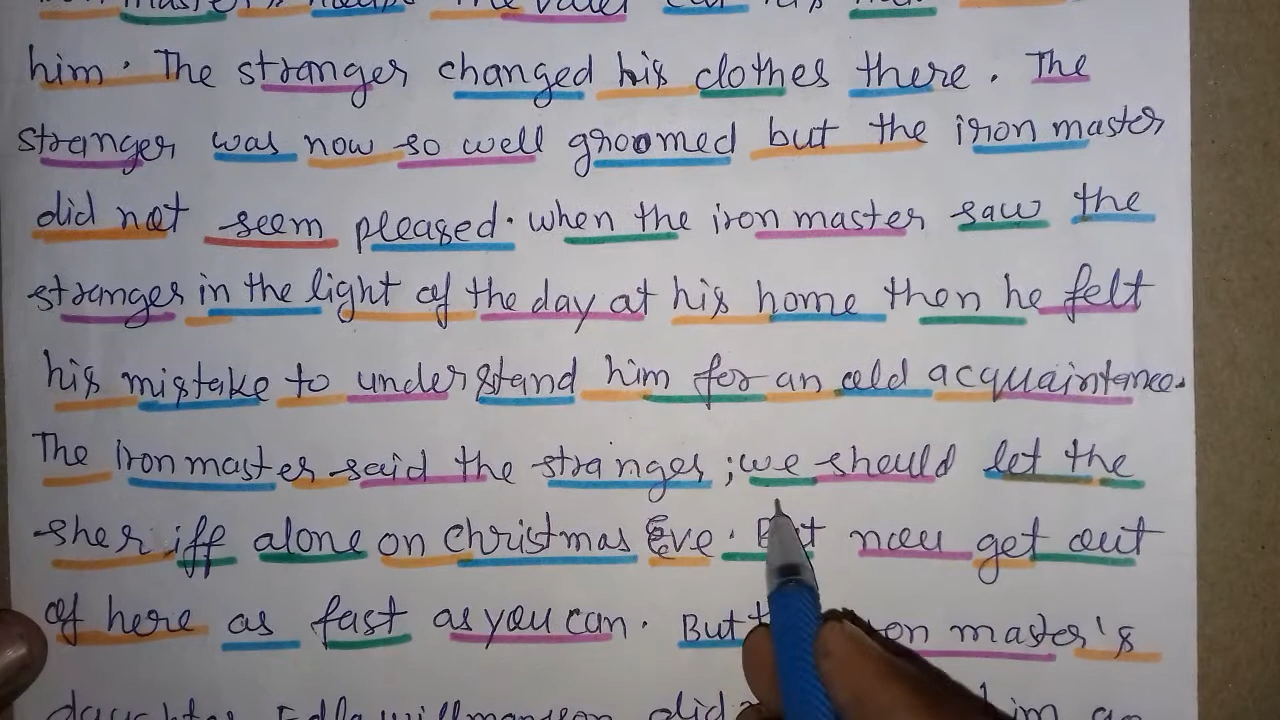 him. The stranger changed his clothes there. The
stranger was now so well groomed but the iron master
did not seem pleased. when the iron master saw the
stranger in the light of the day at his home then he felt
his mistake to understand him for an old acquaintance.
The Iron master said the stranger; we should let the
sheriff alone on Christmas Eve. But now get out
of here as fast as you can. But master's
did